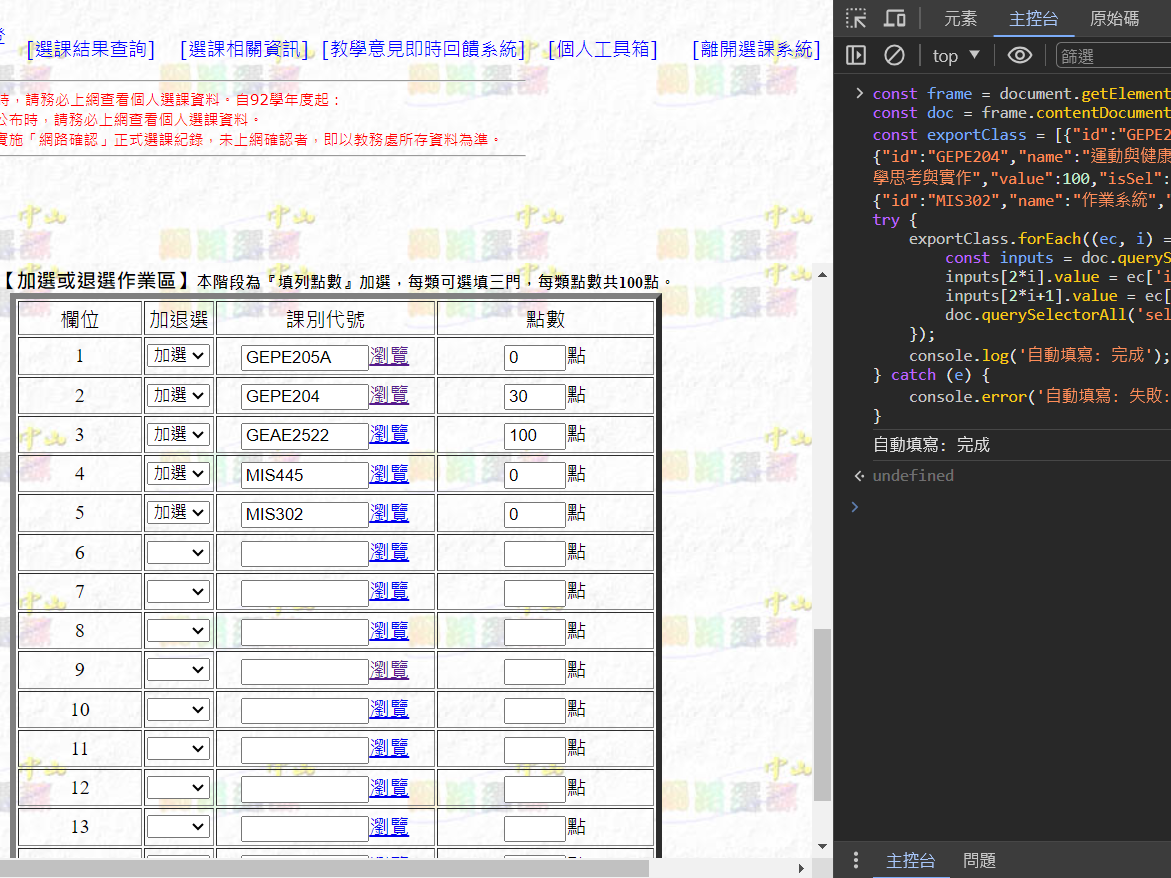 [選課結果查詢] [選課相關資訊] [教學意見即時回饋系統] [個人工具箱] [離開選課系統]
時，請務必上網查看個人選課資料。自92學年度起：
公布時，請務必上網查看個人選課資料。
實施「網路確認」正式選課紀錄，未上網確認者，即以教務處所存資料為準。
【加選或退選作業區】本階段為『填列點數』加選，每類可選填三門，每類點數共100點。
欄位 加退選 課別代號 點數
1 加選 GEPE205A 瀏覽 0 點
2 加選 GEPE204 瀏覽 30 點
3 加選 GEAE2522 瀏覽 100 點
4 加選 MIS445 瀏覽 0 點
5 加選 MIS302 瀏覽 0 點
6 瀏覽 點
7 瀏覽 點
8 瀏覽 點
9 瀏覽 點
10 瀏覽 點
11 瀏覽 點
12 瀏覽 點
13 瀏覽 點
元素 主控台 原始碼
top 篩選
const frame = document.getElement
const doc = frame.contentDocument
const exportClass = [{"id":"GEPE2
{"id":"GEPE204","name":"運動與健康
學思考與實作","value":100,"isSel":
{"id":"MIS302","name":"作業系統","
try {
exportClass.forEach((ec, i) =
const inputs = doc.queryS
inputs[2*i].value = ec['i
inputs[2*i+1].value = ec[
doc.querySelectorAll('sel
});
console.log('自動填寫: 完成');
} catch (e) {
console.error('自動填寫: 失敗:
}
自動填寫: 完成
undefined
主控台 問題